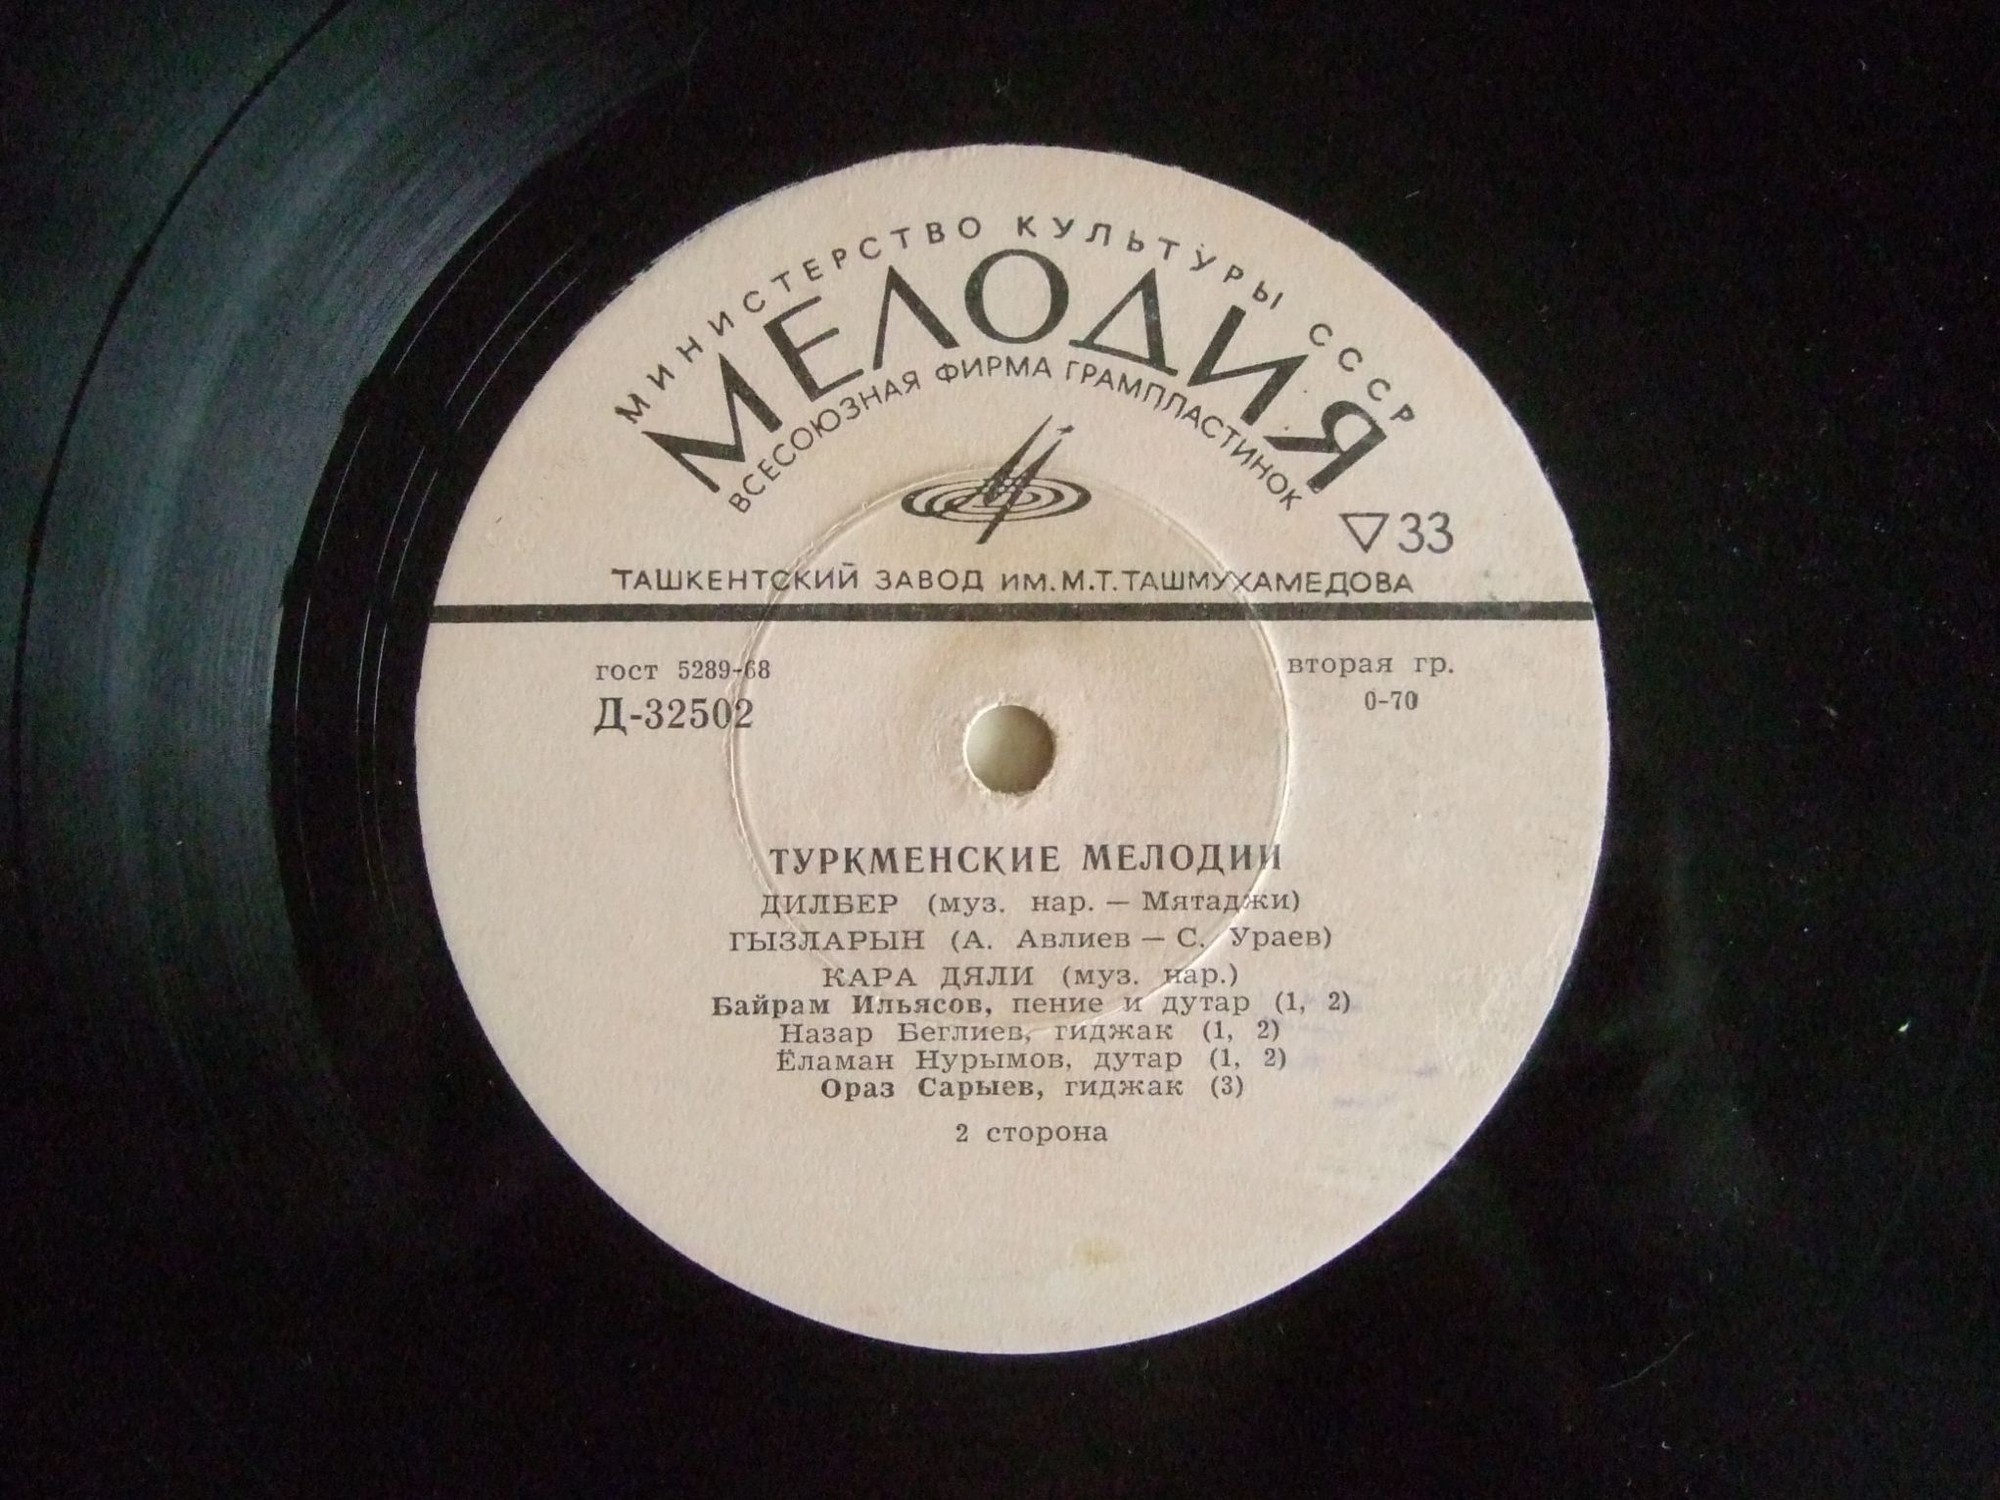 МИНИСТЕРСТВО КУЛЬТУРЫ СССР
МЕЛОДИЯ
ВСЕСОЮЗНАЯ ФИРМА ГРАМПЛАСТИНОК
▽33
ТАШКЕНТСКИЙ ЗАВОД ИМ. М.Т. ТАШМУХАМЕДОВА
гост 5289-68
вторая гр.
Д-32502
0-70
ТУРКМЕНСКИЕ МЕЛОДИИ
ДИЛБЕР (муз. нар. — Мятаджи)
ГЫЗЛАРЫН (А. Авлиев — С. Ураев)
КАРА ДЯЛИ (муз. нар.)
Байрам Ильясов, пение и дутар (1, 2)
Назар Беглиев, гиджак (1, 2)
Ёламан Нурымов, дутар (1, 2)
Ораз Сарыев, гиджак (3)
2 сторона